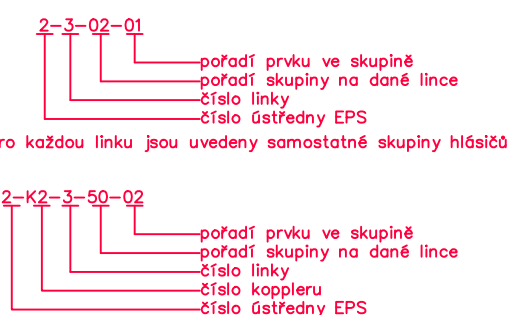 2-3-02-01
pořadí prvku ve skupině
pořadí skupiny na dané lince
číslo linky
číslo ústředny EPS
ro každou linku jsou uvedeny samostatné skupiny hlásičů
2-K2-3-50-02
pořadí prvku ve skupině
pořadí skupiny na dané lince
číslo linky
číslo koppleru
číslo ústředny EPS